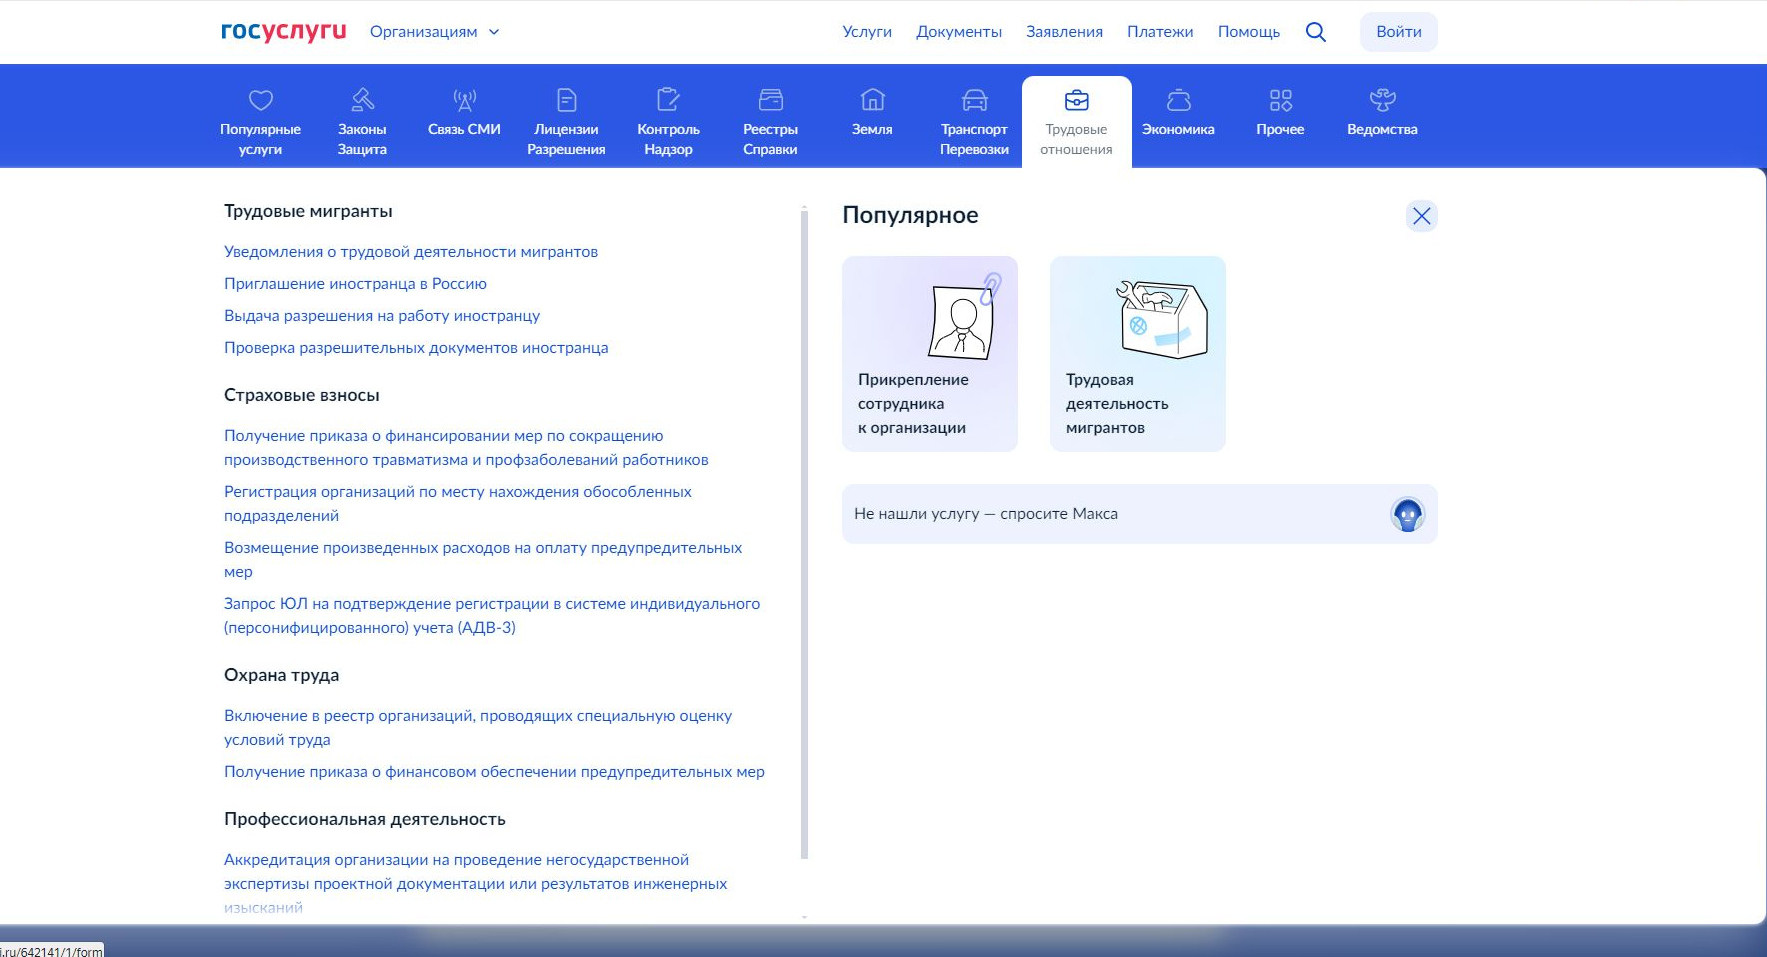 госуслуги
Организациям
Услуги
Документы
Заявления
Платежи
Помощь
Войти
Популярные
услуги
Законы
Защита
Связь СМИ
Лицензии
Разрешения
Контроль
Надзор
Реестры
Справки
Земля
Транспорт
Перевозки
Трудовые
отношения
Экономика
Прочее
Ведомства
Трудовые мигранты
Уведомления о трудовой деятельности мигрантов
Приглашение иностранца в Россию
Выдача разрешения на работу иностранцу
Проверка разрешительных документов иностранца
Страховые взносы
Получение приказа о финансировании мер по сокращению
производственного травматизма и профзаболеваний работников
Регистрация организаций по месту нахождения обособленных
подразделений
Возмещение произведенных расходов на оплату предупредительных
мер
Запрос ЮЛ на подтверждение регистрации в системе индивидуального
(персонифицированного) учета (АДВ-3)
Охрана труда
Включение в реестр организаций, проводящих специальную оценку
условий труда
Получение приказа о финансовом обеспечении предупредительных мер
Профессиональная деятельность
Аккредитация организации на проведение негосударственной
экспертизы проектной документации или результатов инженерных
изысканий
Популярное
Прикрепление
сотрудника
к организации
Трудовая
деятельность
мигрантов
Не нашли услугу — спросите Макса
i.ru/642141/1/form